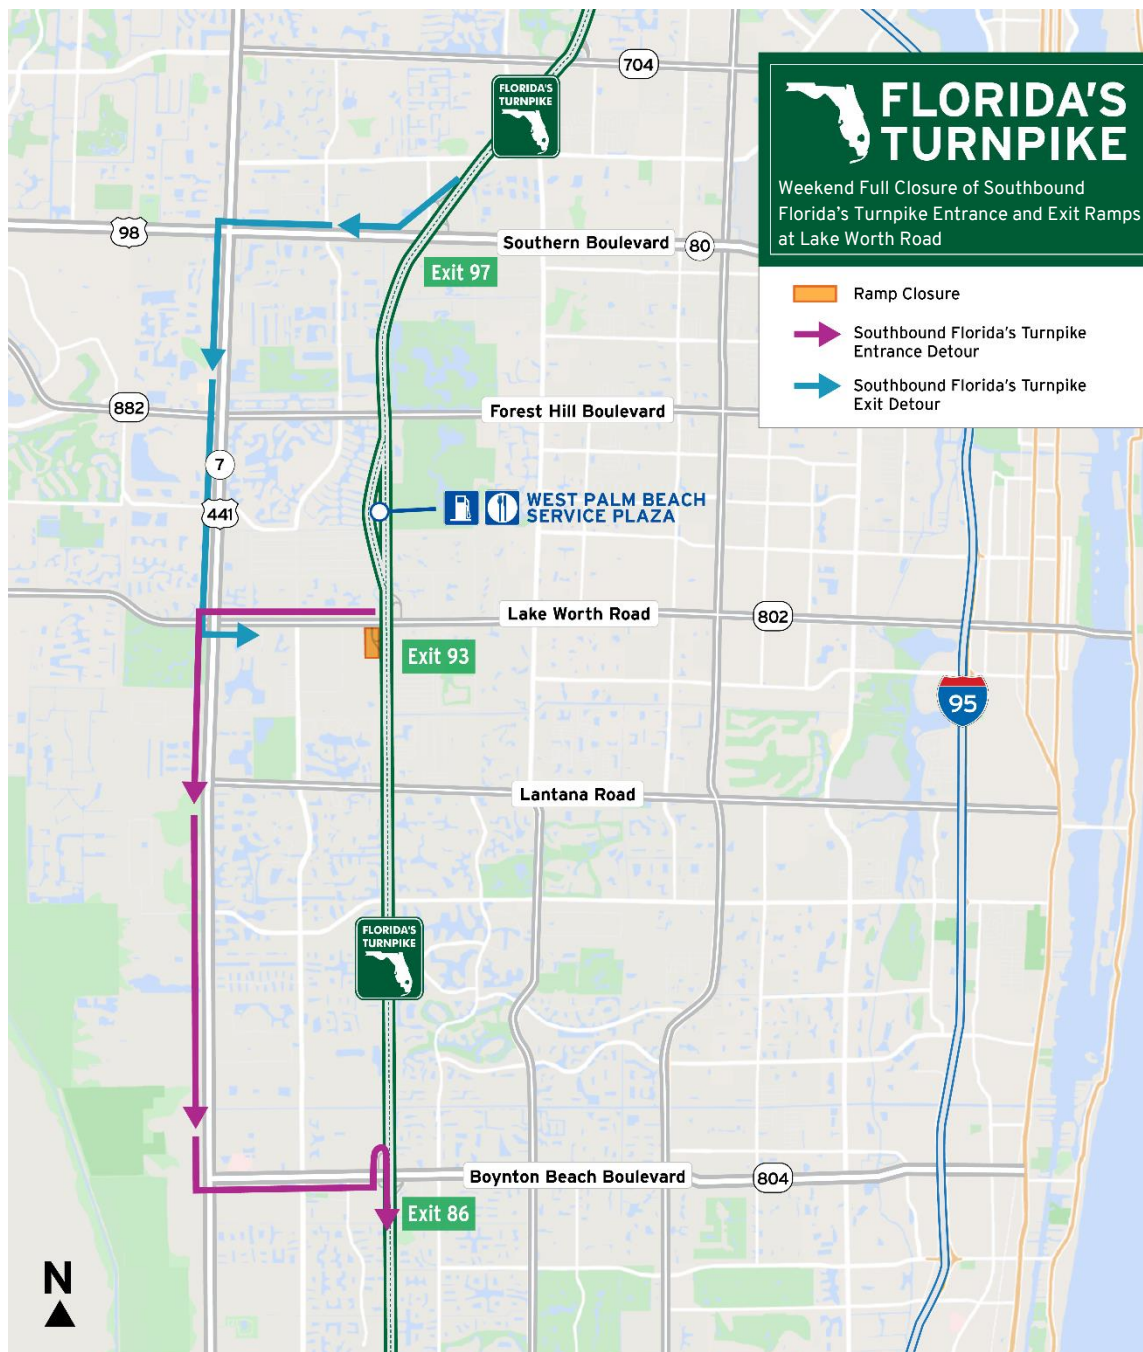 704
FLORIDA'S
TURNPIKE
FLORIDA'S
TURNPIKE
Weekend Full Closure of Southbound
Florida's Turnpike Entrance and Exit Ramps
at Lake Worth Road
98
Southern Boulevard
80
Exit 97
Ramp Closure
Southbound Florida's Turnpike
Entrance Detour
Southbound Florida's Turnpike
Exit Detour
882
Forest Hill Boulevard
7
441
WEST PALM BEACH
SERVICE PLAZA
Lake Worth Road
802
Exit 93
95
Lantana Road
FLORIDA'S
TURNPIKE
Boynton Beach Boulevard
804
Exit 86
N